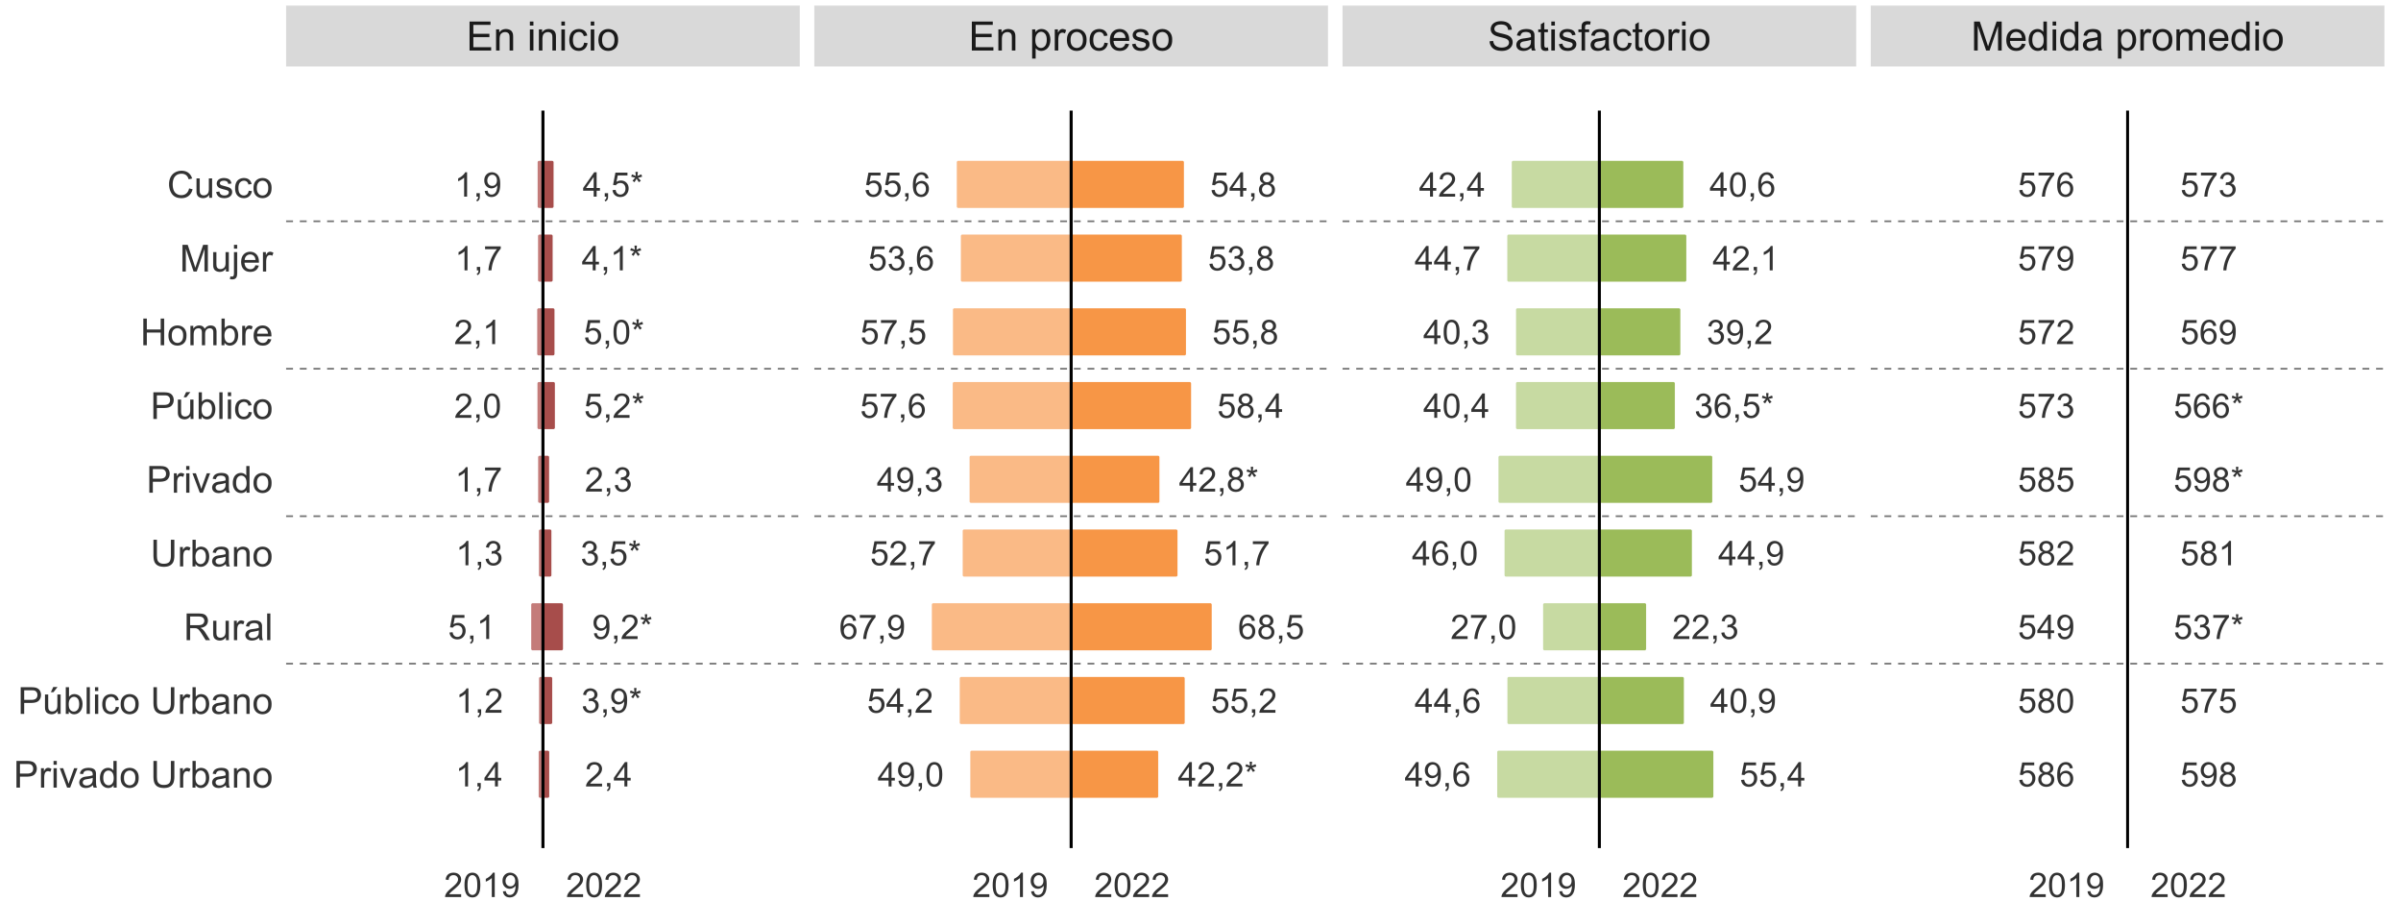 En inicio En proceso Satisfactorio Medida promedio
Cusco 1,9 4,5* 55,6 54,8 42,4 40,6 576 573
Mujer 1,7 4,1* 53,6 53,8 44,7 42,1 579 577
Hombre 2,1 5,0* 57,5 55,8 40,3 39,2 572 569
Público 2,0 5,2* 57,6 58,4 40,4 36,5* 573 566*
Privado 1,7 2,3 49,3 42,8* 49,0 54,9 585 598*
Urbano 1,3 3,5* 52,7 51,7 46,0 44,9 582 581
Rural 5,1 9,2* 67,9 68,5 27,0 22,3 549 537*
Público Urbano 1,2 3,9* 54,2 55,2 44,6 40,9 580 575
Privado Urbano 1,4 2,4 49,0 42,2* 49,6 55,4 586 598
2019 2022 2019 2022 2019 2022 2019 2022